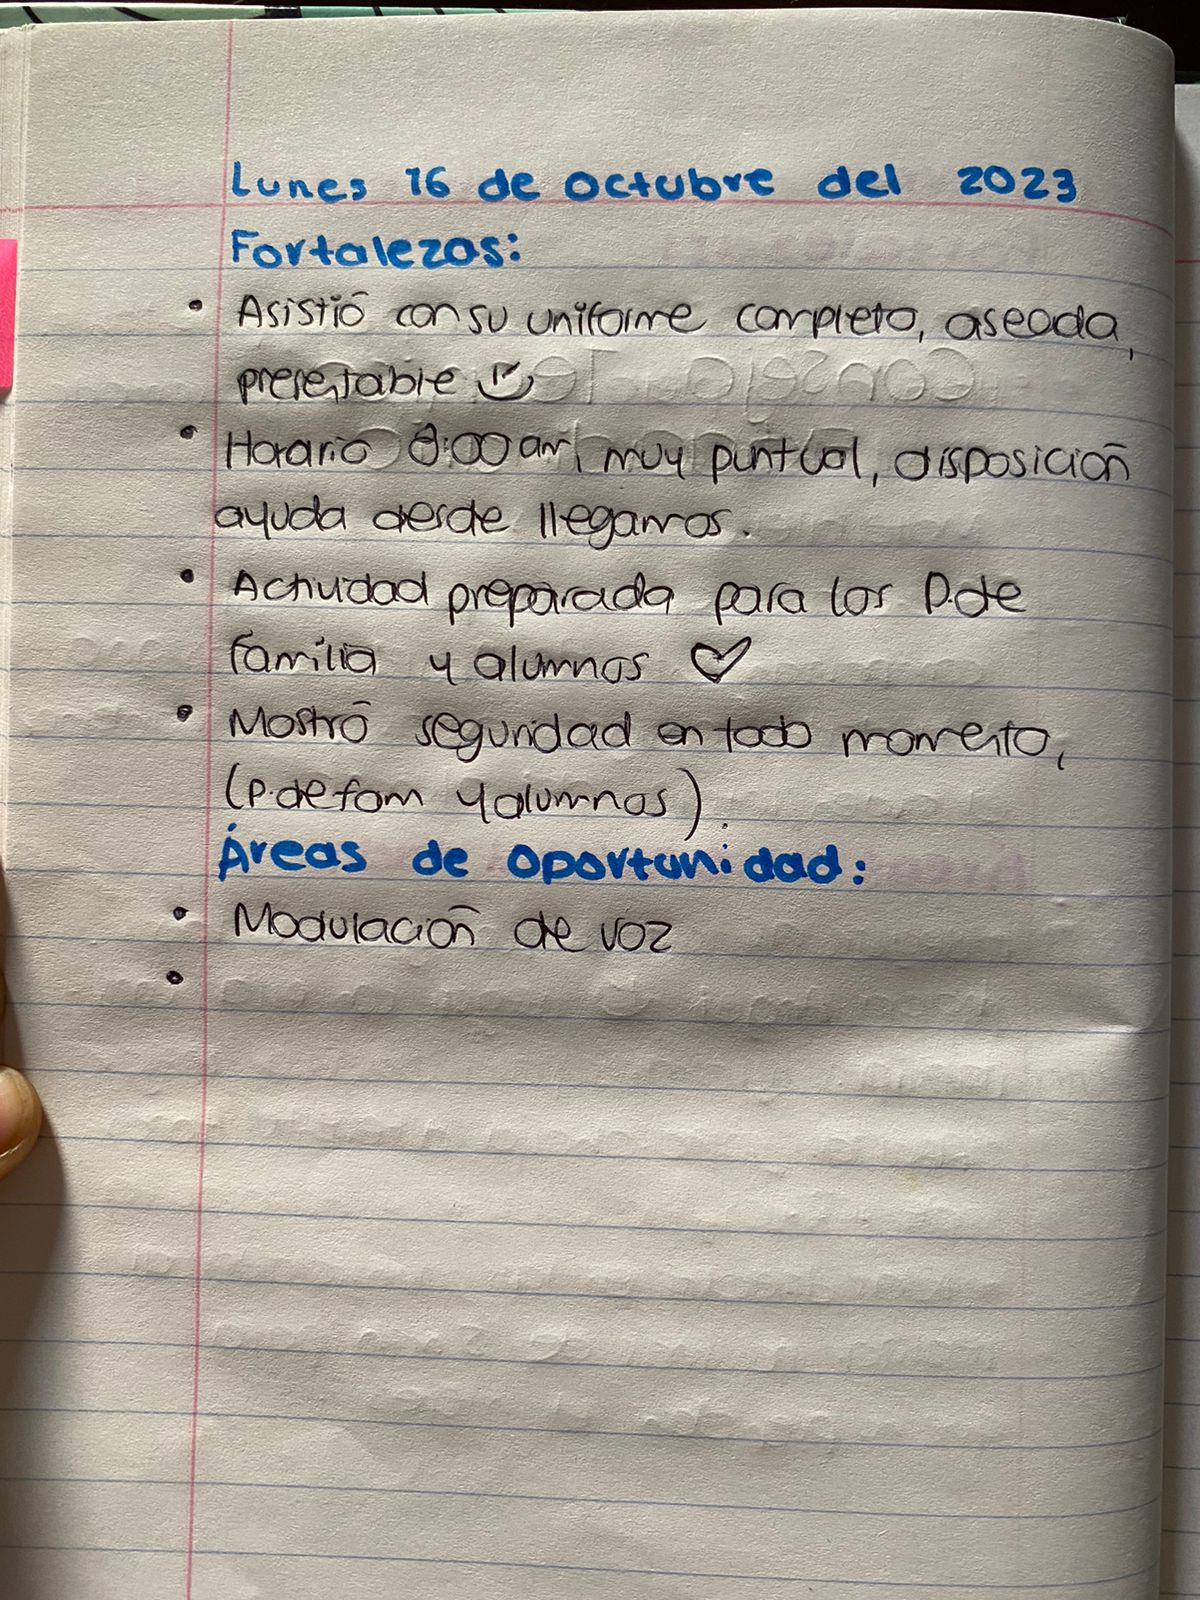 Lunes 16 de octubre del 2023
Fortalezas:
• Asistió con su uniforme completo, aseada,
presentable
• Horario 8:00 am, muy puntual, disposición
ayuda desde llegamos.
• Actividad preparada para los P. de
familia y alumnos ♡
• Mostró seguridad en todo momento,
(P. de fam y alumnos).
Áreas de oportunidad:
• Modulación de voz
•